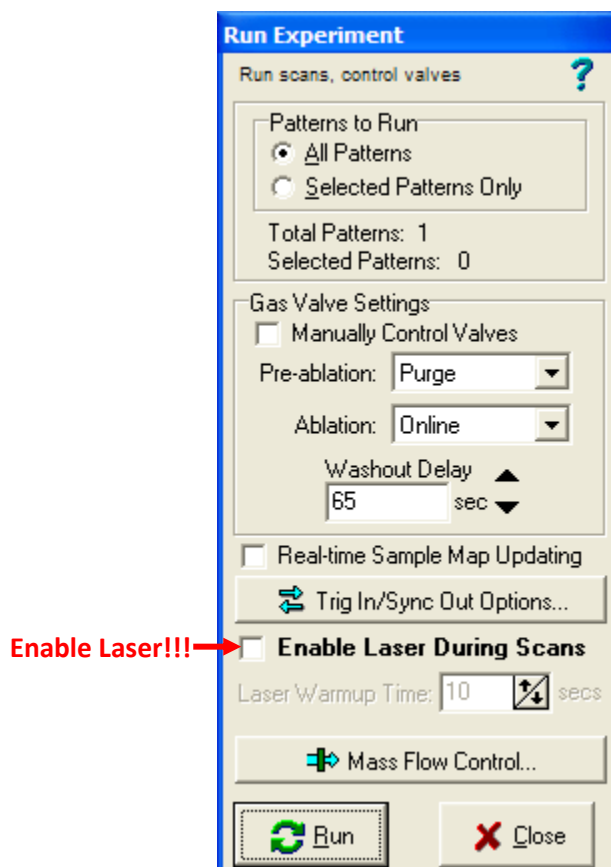 Run Experiment
Run scans, control valves
?
Patterns to Run
All Patterns
Selected Patterns Only
Total Patterns: 1
Selected Patterns: 0
Gas Valve Settings
Manually Control Valves
Pre-ablation: Purge
Ablation: Online
Washout Delay
65 sec
Real-time Sample Map Updating
Trig In/Sync Out Options...
Enable Laser!!! Enable Laser During Scans
Laser Warmup Time: 10 secs
Mass Flow Control...
Run Close